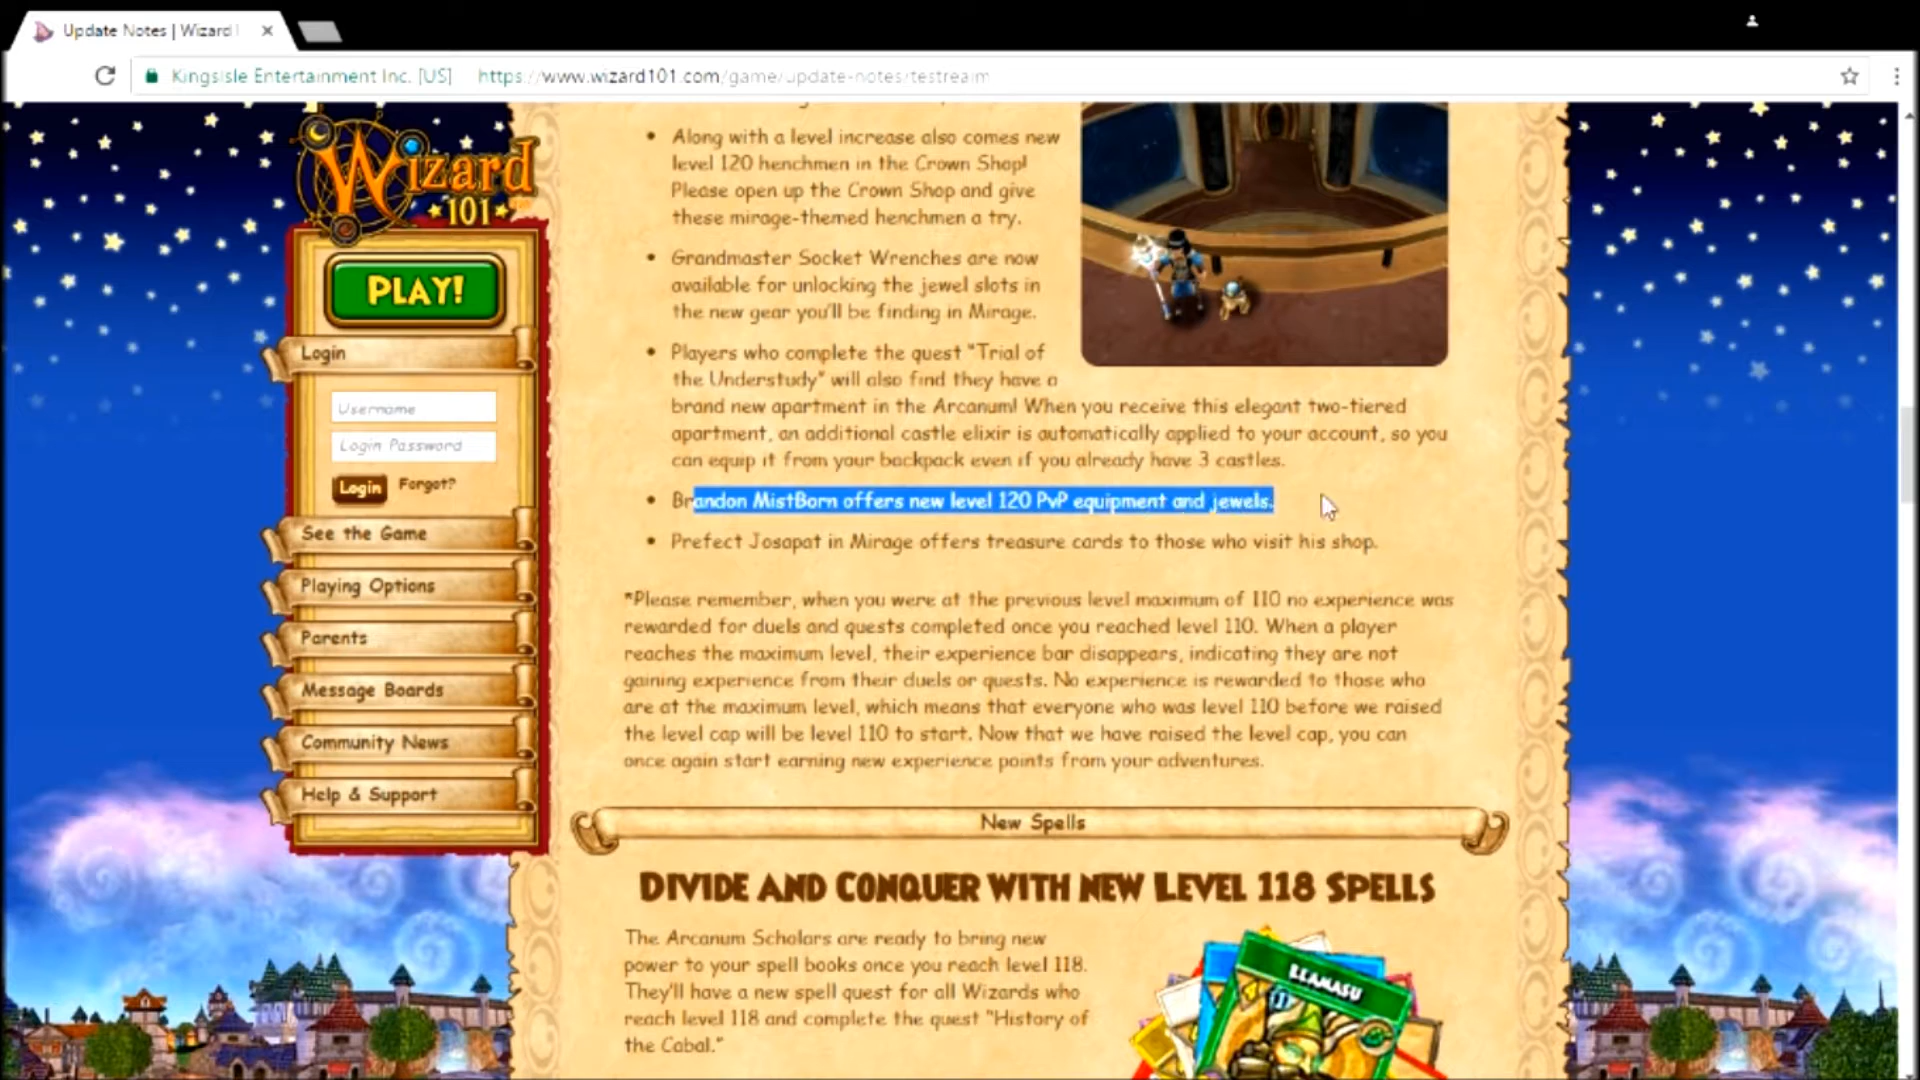 Update Notes | Wizard
KingsIsle Entertainment Inc. [US] https://www.wizard101.com/game/update-notes/testrealm
Wizard
101
PLAY!
Login
Username
Login Password
Login Forgot?
See the Game
Playing Options
Parents
Message Boards
Community News
Help & Support
Along with a level increase also comes new
level 120 henchmen in the Crown Shop!
Please open up the Crown Shop and give
these mirage-themed henchmen a try.
Grandmaster Socket Wrenches are now
available for unlocking the jewel slots in
the new gear you'll be finding in Mirage.
Players who complete the quest "Trial of
the Understudy" will also find they have a
brand new apartment in the Arcanum! When you receive this elegant two-tiered
apartment, an additional castle elixir is automatically applied to your account, so you
can equip it from your backpack even if you already have 3 castles.
Brandon MistBorn offers new level 120 PvP equipment and jewels.
Prefect Josapat in Mirage offers treasure cards to those who visit his shop.
*Please remember, when you were at the previous level maximum of 110 no experience was
rewarded for duels and quests completed once you reached level 110. When a player
reaches the maximum level, their experience bar disappears, indicating they are not
gaining experience from their duels or quests. No experience is rewarded to those who
are at the maximum level, which means that everyone who was level 110 before we raised
the level cap will be level 110 to start. Now that we have raised the level cap, you can
once again start earning new experience points from your adventures.
New Spells
DIVIDE AND CONQUER WITH NEW LEVEL 118 SPELLS
The Arcanum Scholars are ready to bring new
power to your spell books once you reach level 118.
They'll have a new spell quest for all Wizards who
reach level 118 and complete the quest "History of
the Cabal."